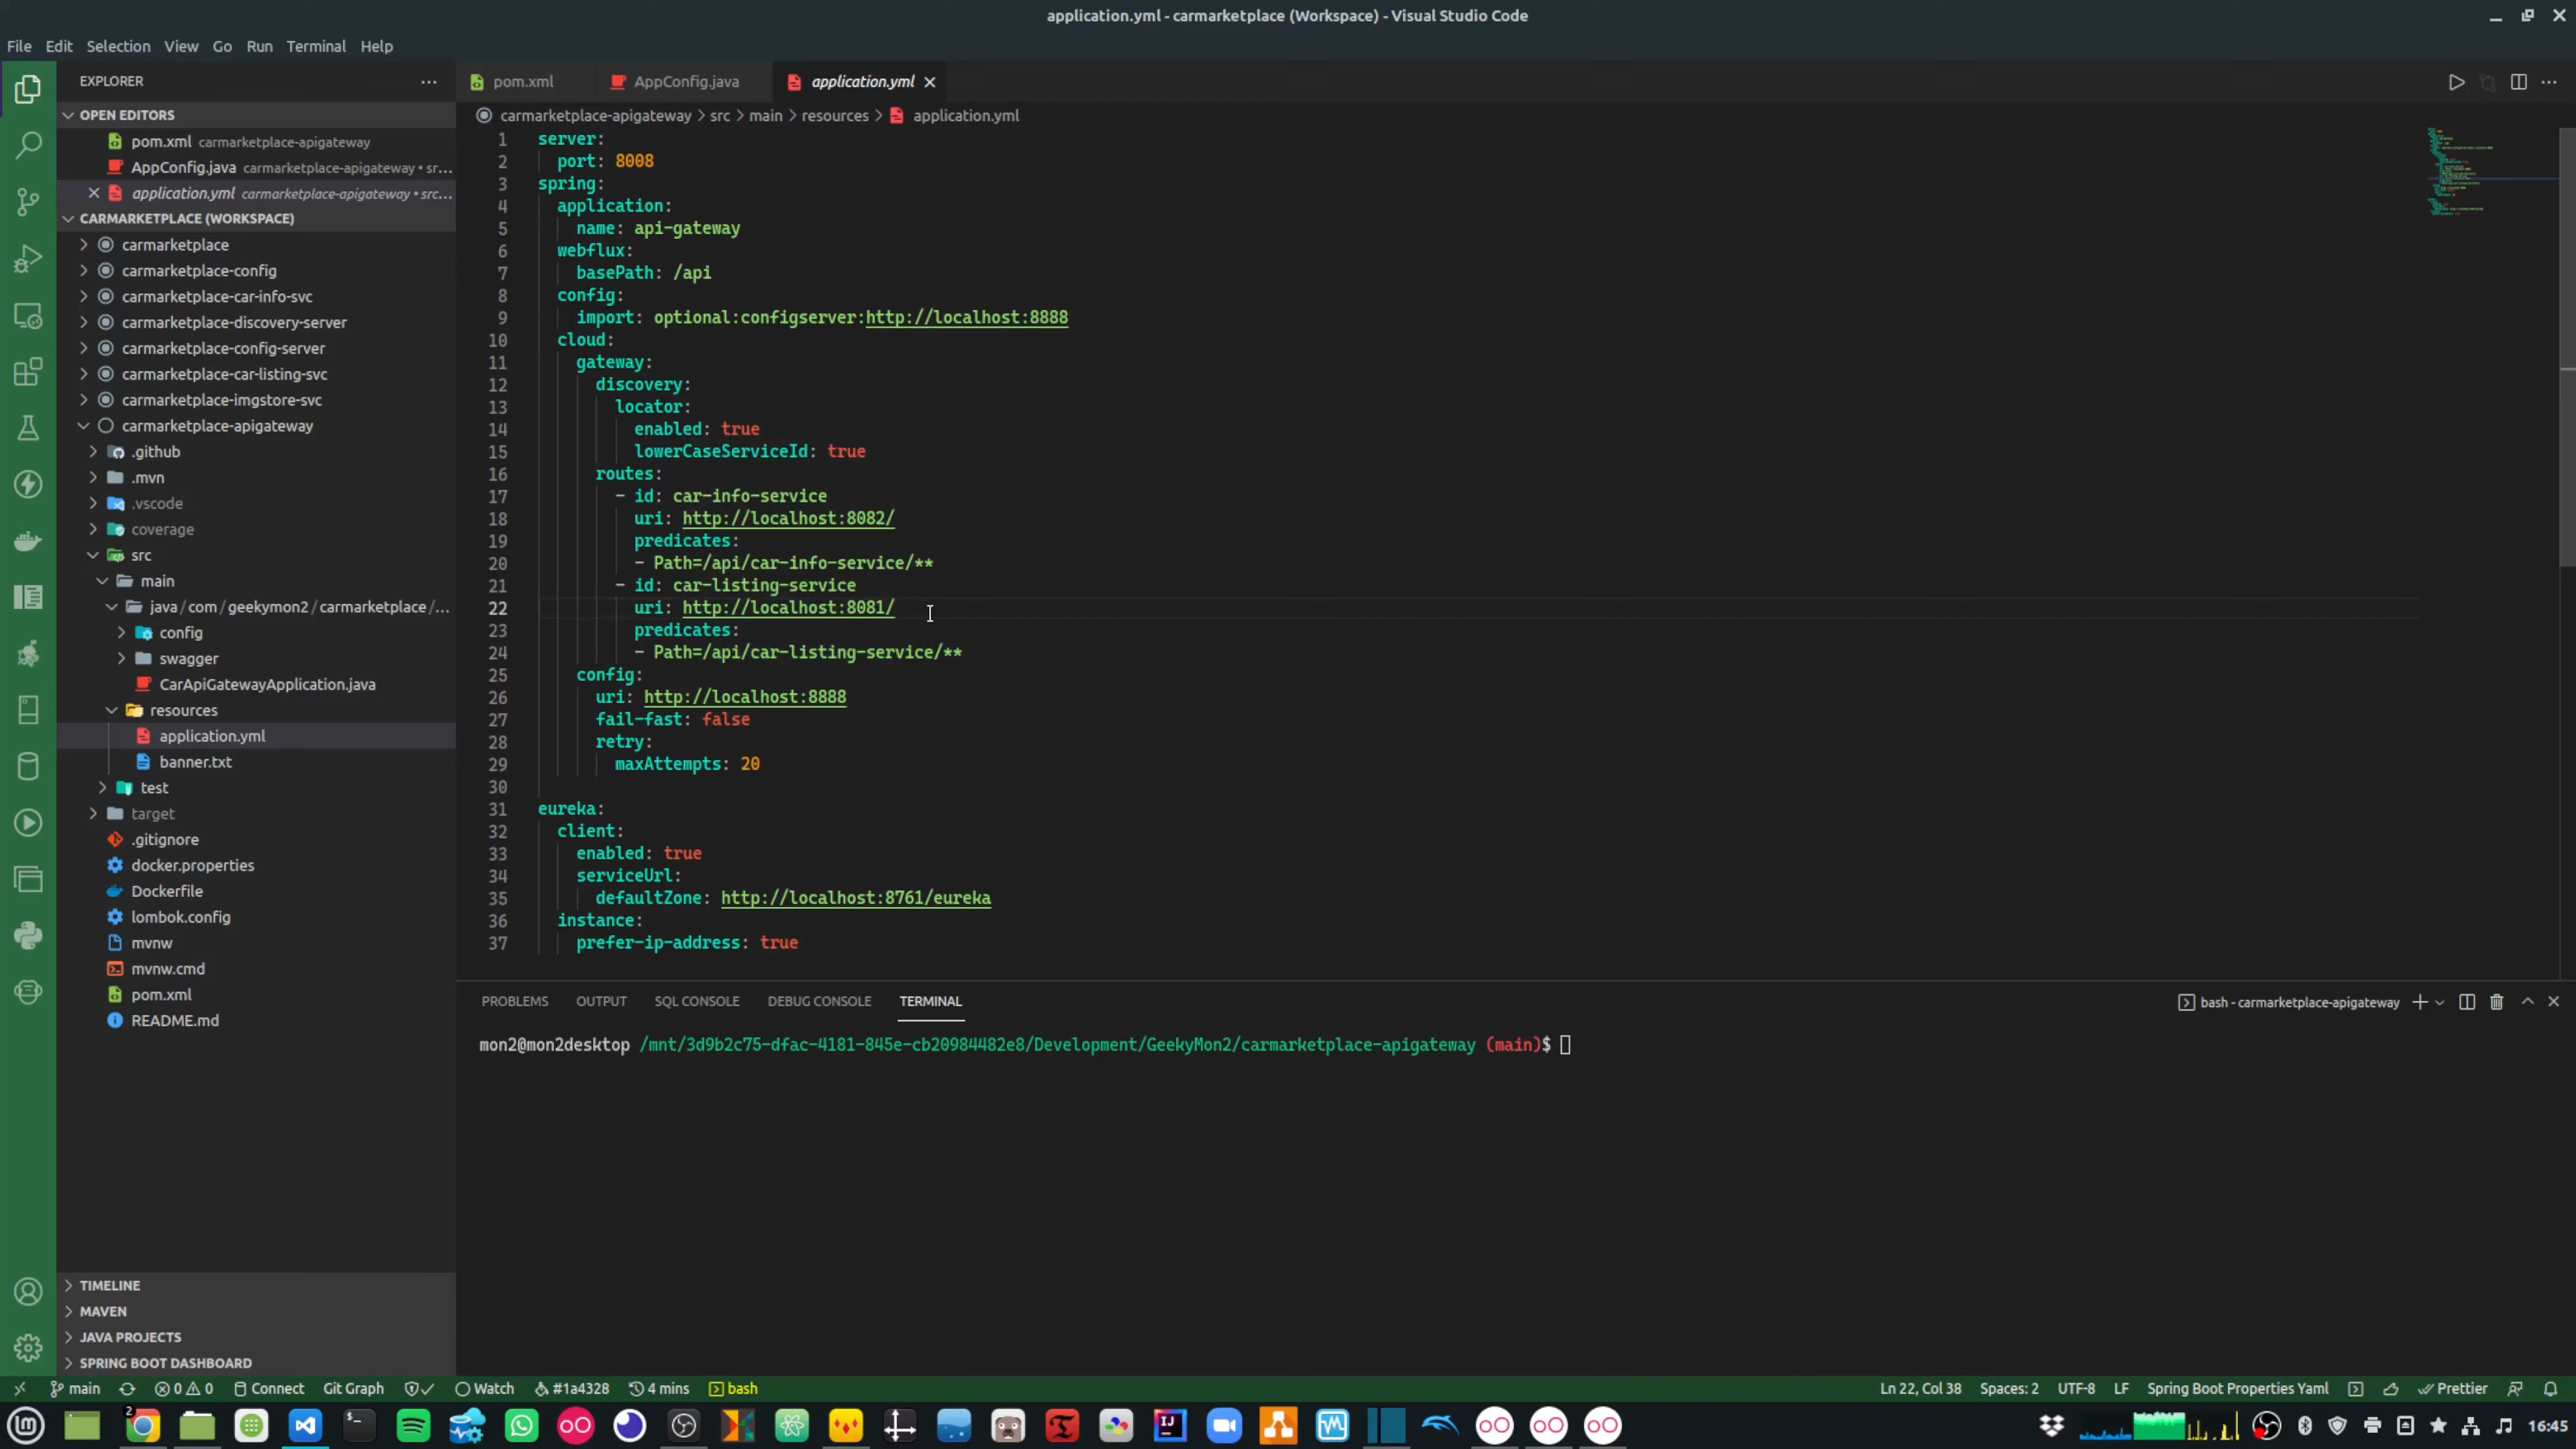 application.yml - carmarketplace (Workspace) - Visual Studio Code
File Edit Selection View Go Run Terminal Help
EXPLORER
OPEN EDITORS
pom.xml carmarketplace-apigateway
AppConfig.java carmarketplace-apigateway • sr...
application.yml carmarketplace-apigateway • src...
CARMARKETPLACE (WORKSPACE)
carmarketplace
carmarketplace-config
carmarketplace-car-info-svc
carmarketplace-discovery-server
carmarketplace-config-server
carmarketplace-car-listing-svc
carmarketplace-imgstore-svc
carmarketplace-apigateway
.github
.mvn
.vscode
coverage
src
main
java/com/geekymon2/carmarketplace/...
config
swagger
CarApiGatewayApplication.java
resources
application.yml
banner.txt
test
target
.gitignore
docker.properties
Dockerfile
lombok.config
mvnw
mvnw.cmd
pom.xml
README.md
TIMELINE
MAVEN
JAVA PROJECTS
SPRING BOOT DASHBOARD
pom.xml AppConfig.java application.yml
carmarketplace-apigateway > src > main > resources > application.yml
1 server:
2 port: 8008
3 spring:
4 application:
5 name: api-gateway
6 webflux:
7 basePath: /api
8 config:
9 import: optional:configserver:http://localhost:8888
10 cloud:
11 gateway:
12 discovery:
13 locator:
14 enabled: true
15 lowerCaseServiceId: true
16 routes:
17 - id: car-info-service
18 uri: http://localhost:8082/
19 predicates:
20 - Path=/api/car-info-service/**
21 - id: car-listing-service
22 uri: http://localhost:8081/
23 predicates:
24 - Path=/api/car-listing-service/**
25 config:
26 uri: http://localhost:8888
27 fail-fast: false
28 retry:
29 maxAttempts: 20
30
31 eureka:
32 client:
33 enabled: true
34 serviceUrl:
35 defaultZone: http://localhost:8761/eureka
36 instance:
37 prefer-ip-address: true
PROBLEMS OUTPUT SQL CONSOLE DEBUG CONSOLE TERMINAL
bash - carmarketplace-apigateway
mon2@mon2desktop /mnt/3d9b2c75-dfac-4181-845e-cb20984482e8/Development/GeekyMon2/carmarketplace-apigateway (main)$
main 0 0 Connect Git Graph Watch #1a4328 4 mins bash
Ln 22, Col 38 Spaces: 2 UTF-8 LF Spring Boot Properties Yaml Prettier
2
16:45